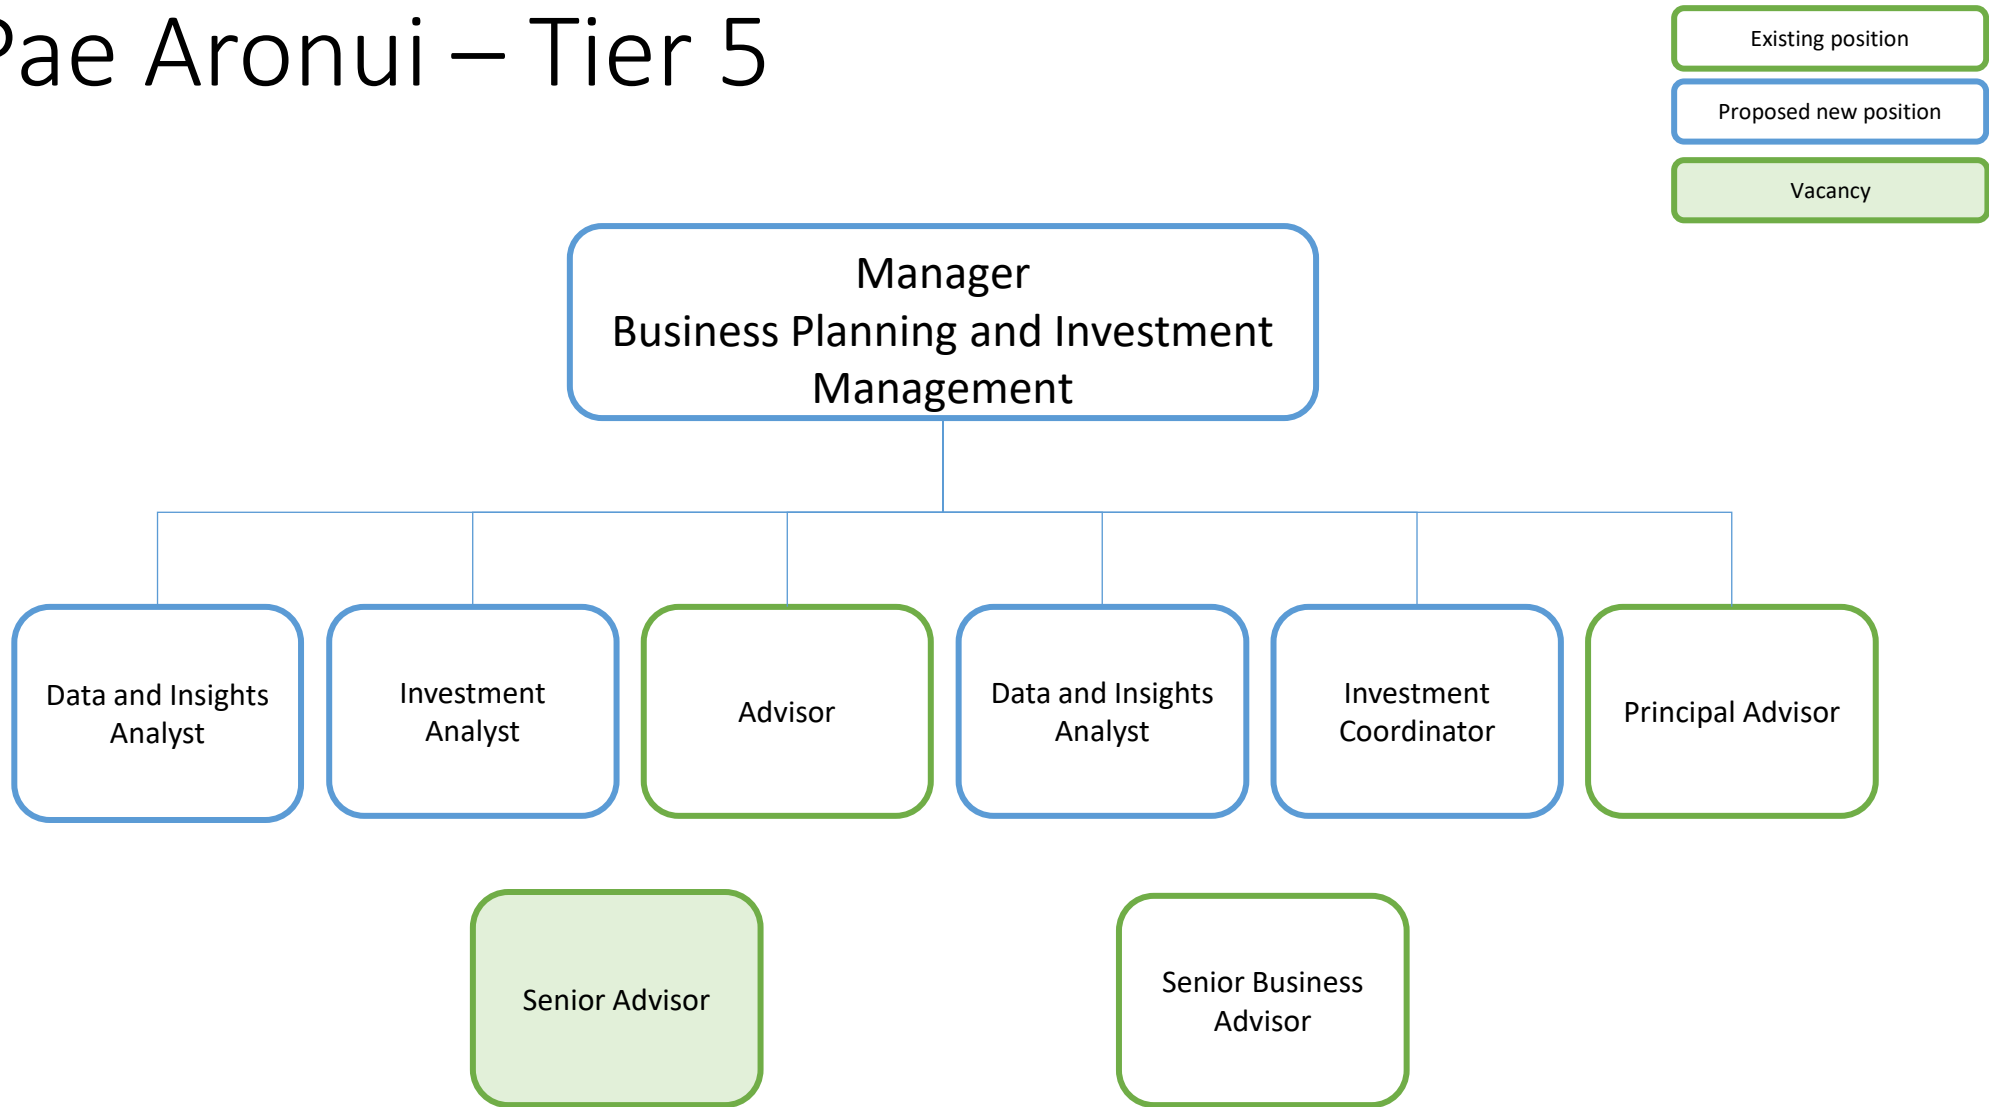 Pae Aronui – Tier 5
Existing position
Proposed new position
Vacancy
Manager
Business Planning and Investment
Management
Data and Insights
Analyst
Investment
Analyst
Advisor
Data and Insights
Analyst
Investment
Coordinator
Principal Advisor
Senior Advisor
Senior Business
Advisor